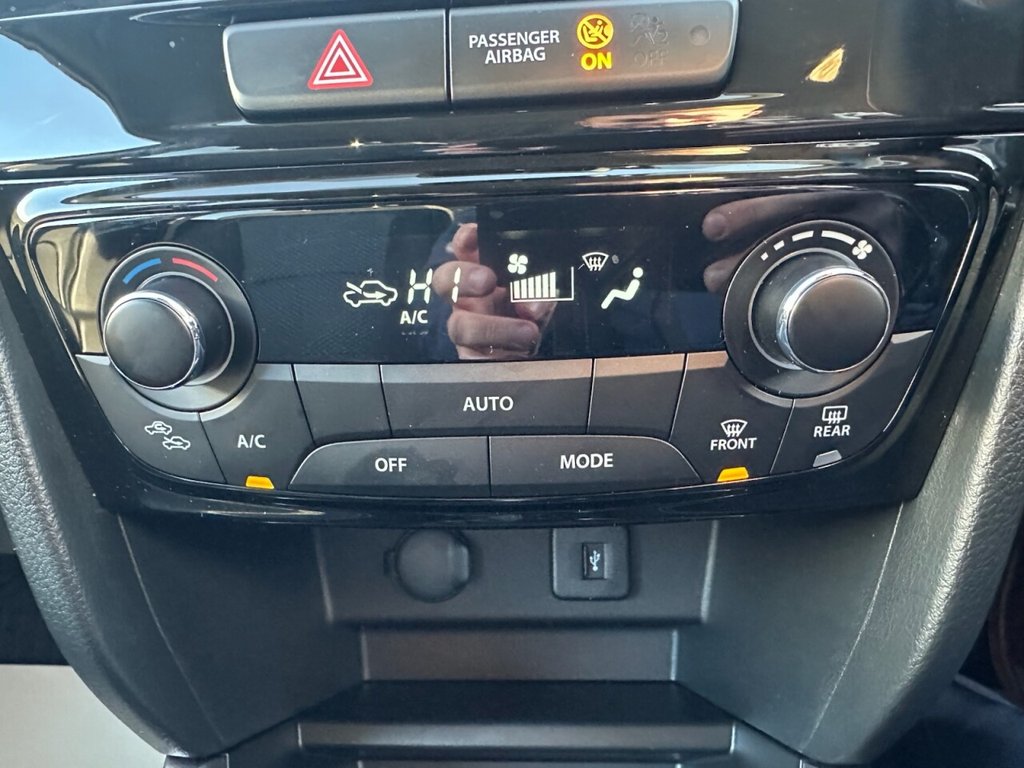 PASSENGER
AIRBAG
ON
OFF
HI
A/C
AUTO
A/C
OFF
MODE
FRONT
REAR